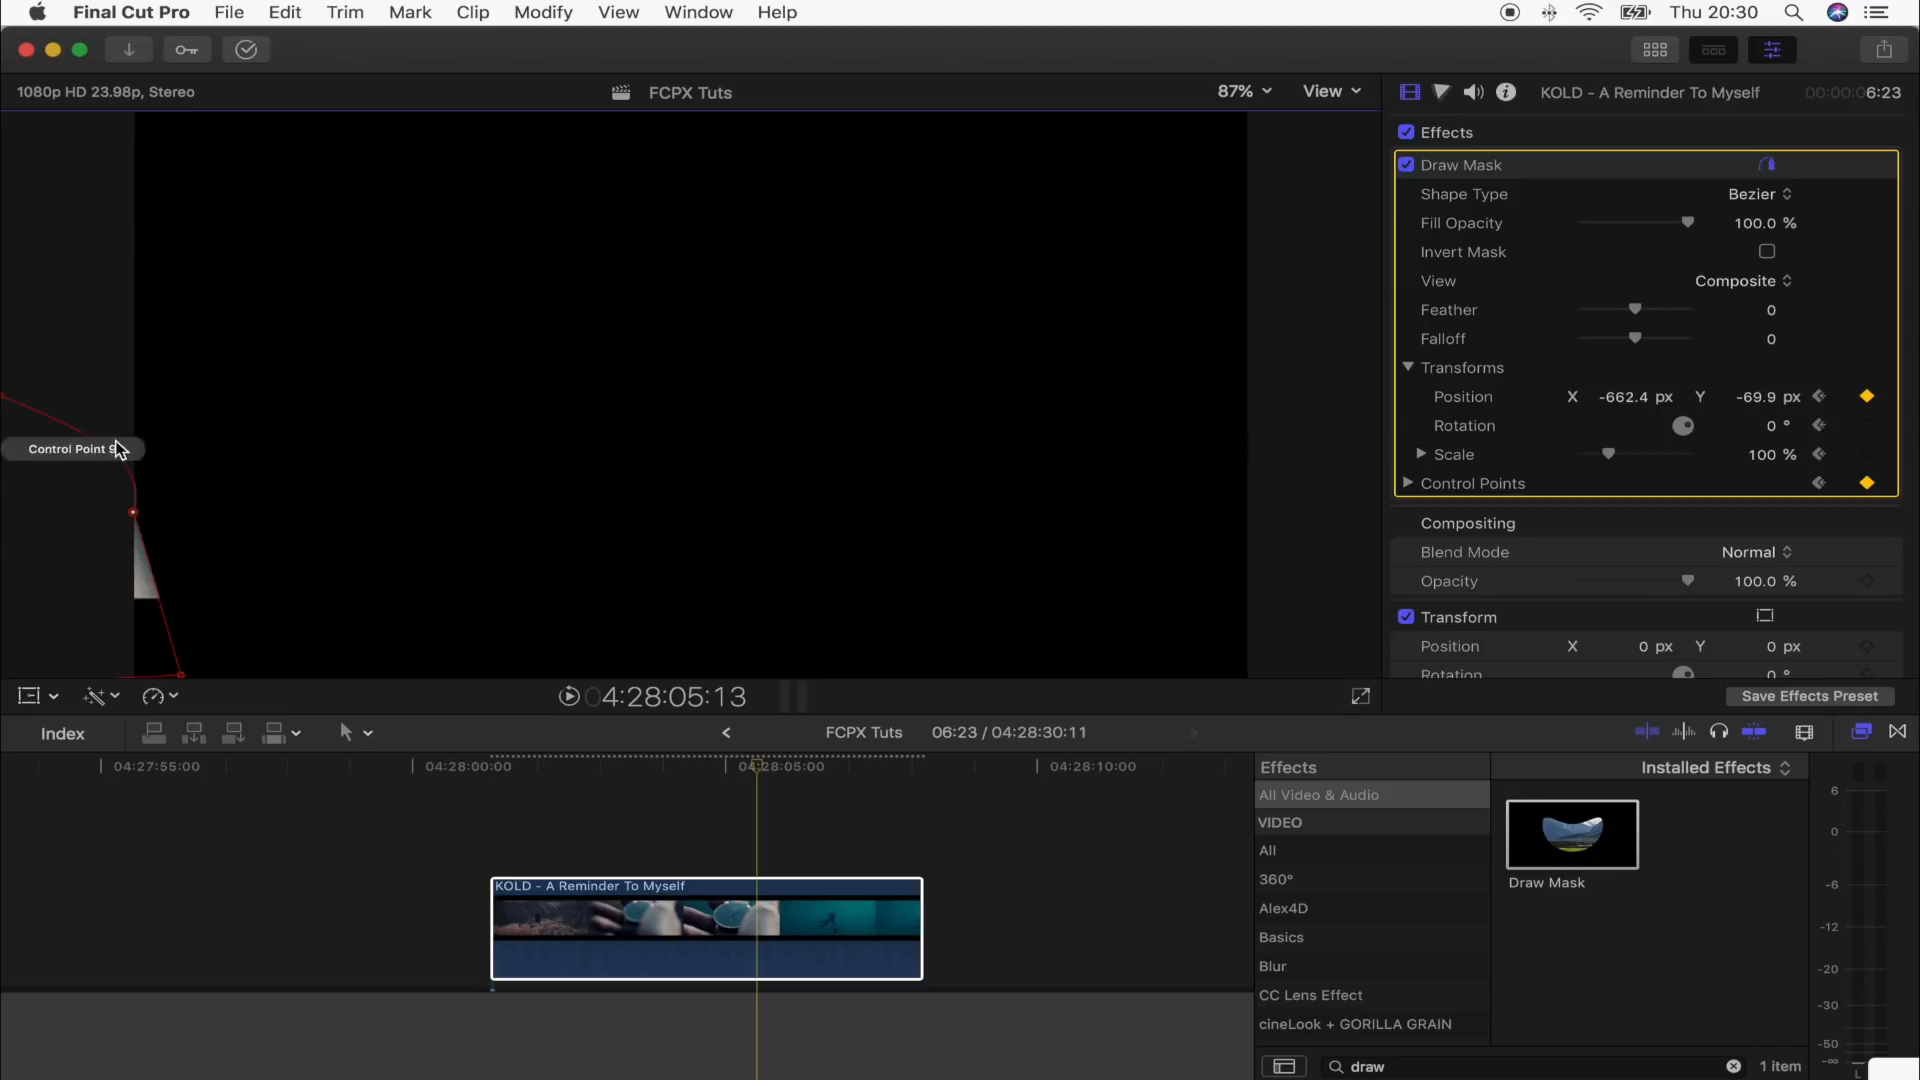 Final Cut Pro File Edit Trim Mark Clip Modify View Window Help Thu 20:30
1080p HD 23.98p, Stereo FCPX Tuts 87% View KOLD - A Reminder To Myself 00:00:06:23
Effects
Draw Mask
Shape Type Bezier
Fill Opacity 100.0 %
Invert Mask
View Composite
Feather 0
Falloff 0
Transforms
Position X -662.4 px Y -69.9 px
Rotation 0 °
Scale 100 %
Control Points
Control Point
Compositing
Blend Mode Normal
Opacity 100.0 %
Transform
Position X 0 px Y 0 px
Rotation 0 °
04:28:05:13 Save Effects Preset
Index FCPX Tuts 06:23 / 04:28:30:11
04:27:55:00 04:28:00:00 04:28:05:00 04:28:10:00
KOLD - A Reminder To Myself
Effects Installed Effects
All Video & Audio
VIDEO
All
360°
Alex4D
Basics
Blur
CC Lens Effect
cineLook + GORILLA GRAIN
Draw Mask
draw 1 item
6
0
-6
-12
-20
-30
-50
-∞
L